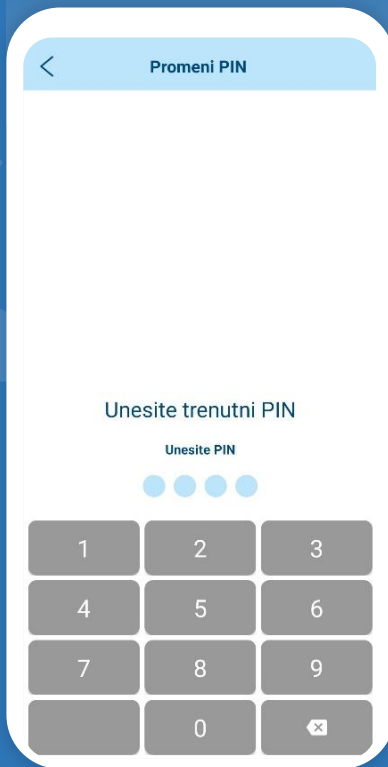 Promeni PIN
Unesite trenutni PIN
Unesite PIN
1 2 3
4 5 6
7 8 9
0